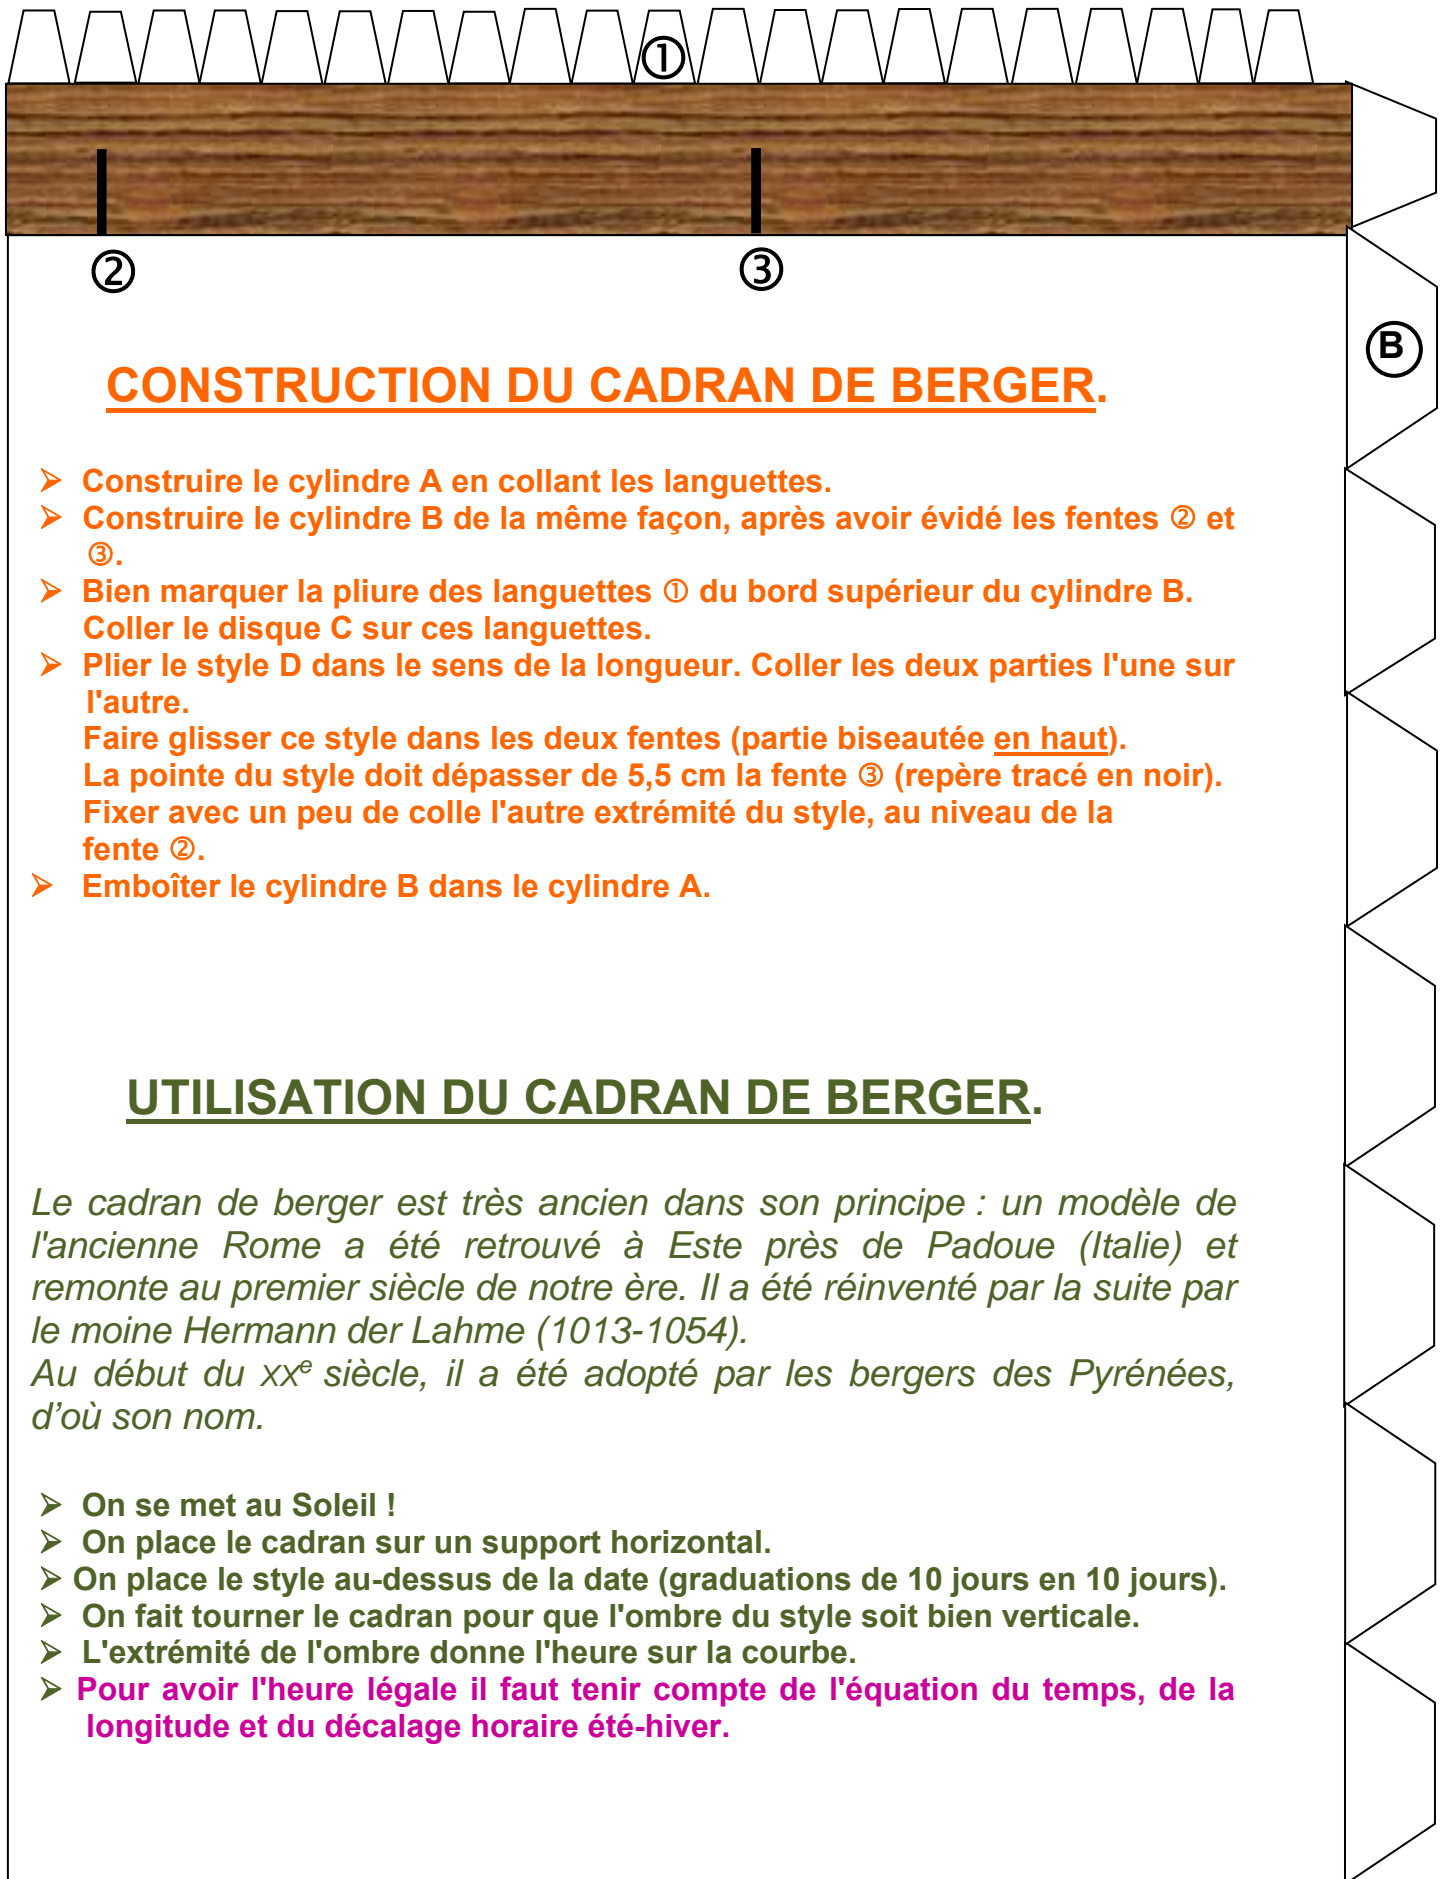 ①
② ③
B
CONSTRUCTION DU CADRAN DE BERGER.
➢ Construire le cylindre A en collant les languettes.
➢ Construire le cylindre B de la même façon, après avoir évidé les fentes ② et
③.
➢ Bien marquer la pliure des languettes ① du bord supérieur du cylindre B.
Coller le disque C sur ces languettes.
➢ Plier le style D dans le sens de la longueur. Coller les deux parties l'une sur
l'autre.
Faire glisser ce style dans les deux fentes (partie biseautée en haut).
La pointe du style doit dépasser de 5,5 cm la fente ③ (repère tracé en noir).
Fixer avec un peu de colle l'autre extrémité du style, au niveau de la
fente ②.
➢ Emboîter le cylindre B dans le cylindre A.
UTILISATION DU CADRAN DE BERGER.
Le cadran de berger est très ancien dans son principe : un modèle de
l'ancienne Rome a été retrouvé à Este près de Padoue (Italie) et
remonte au premier siècle de notre ère. Il a été réinventé par la suite par
le moine Hermann der Lahme (1013-1054).
Au début du XXe siècle, il a été adopté par les bergers des Pyrénées,
d’où son nom.
➢ On se met au Soleil !
➢ On place le cadran sur un support horizontal.
➢ On place le style au-dessus de la date (graduations de 10 jours en 10 jours).
➢ On fait tourner le cadran pour que l'ombre du style soit bien verticale.
➢ L'extrémité de l'ombre donne l'heure sur la courbe.
➢ Pour avoir l'heure légale il faut tenir compte de l'équation du temps, de la
longitude et du décalage horaire été-hiver.